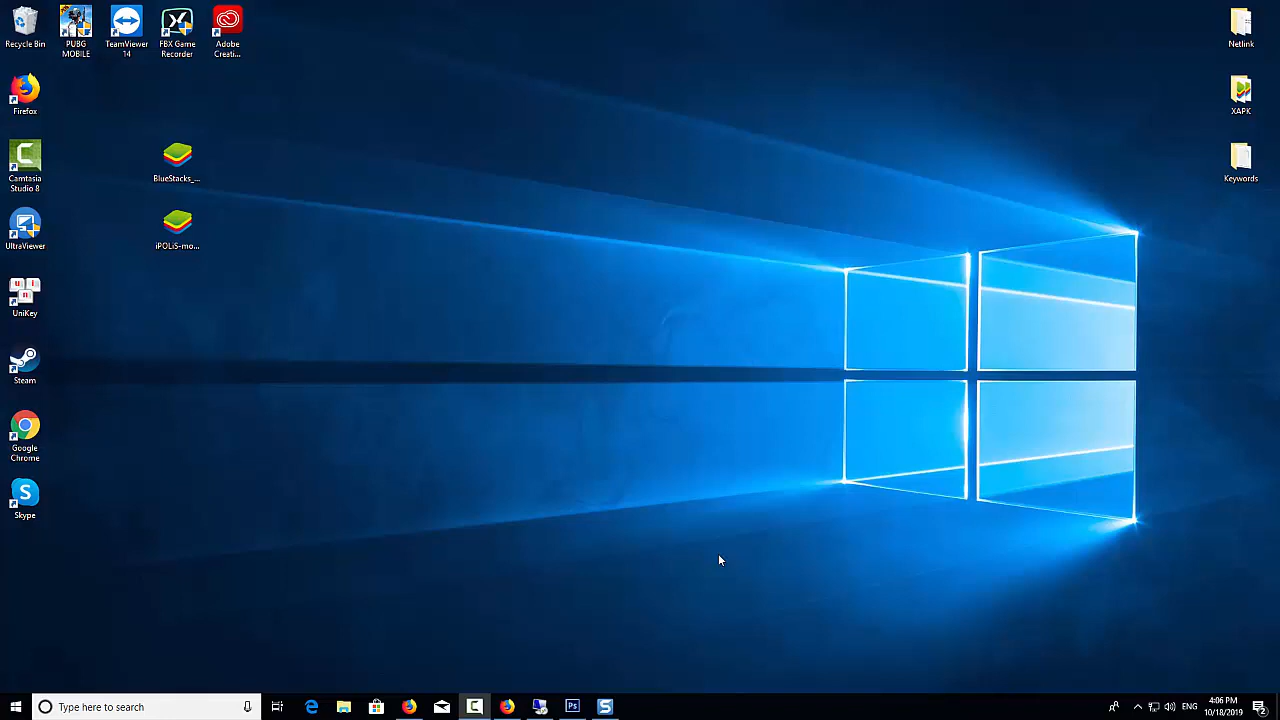 Recycle Bin
PUBG
MOBILE
TeamViewer
14
FBX Game
Recorder
Adobe
Creati...
Netlink
Firefox
XAPK
Camtasia
Studio 8
BlueStacks_...
Keywords
UltraViewer
iPOLiS-mo...
UniKey
Steam
Google
Chrome
Skype
Type here to search
ENG
4:06 PM
10/18/2019
2